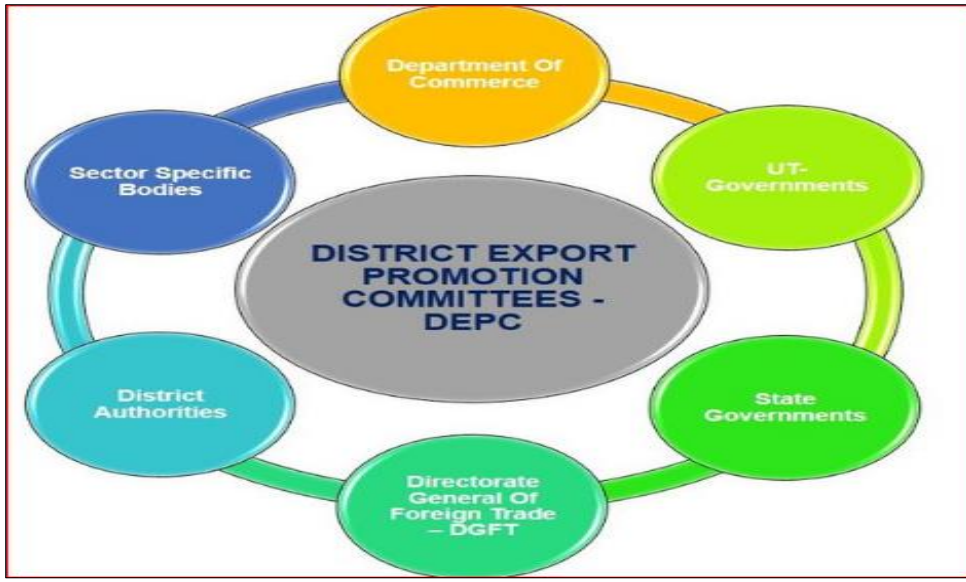 Department Of
Commerce
UT-
Governments
State
Governments
Directorate
General Of
Foreign Trade
– DGFT
District
Authorities
Sector Specific
Bodies
DISTRICT EXPORT
PROMOTION
COMMITTEES -
DEPC